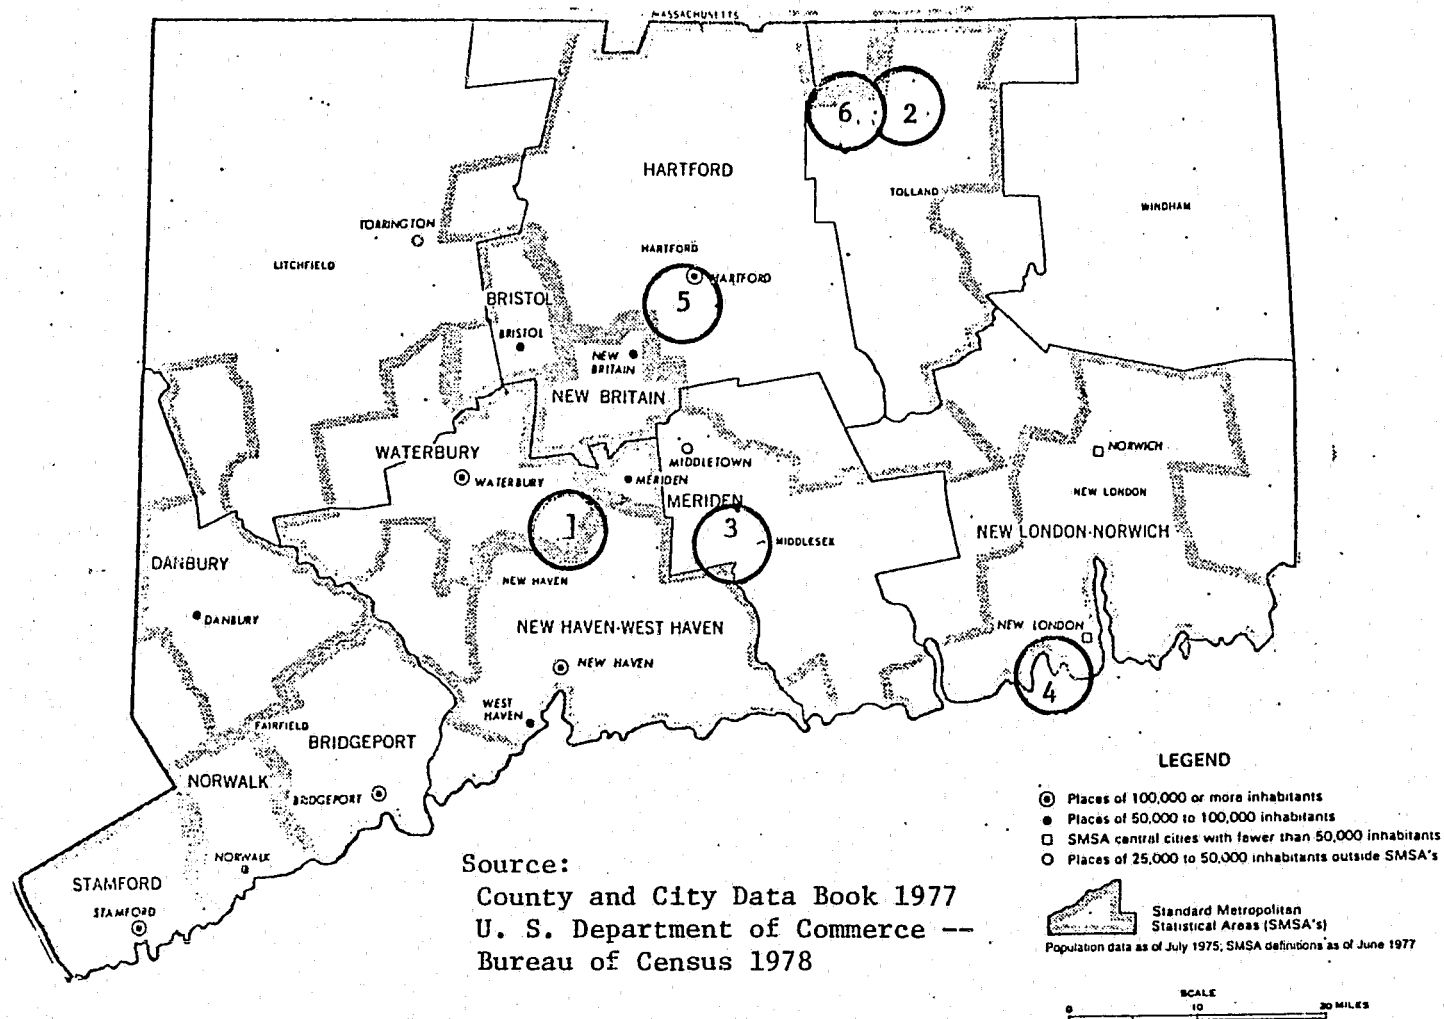 MASSACHUSETTS
6
2
HARTFORD
TOLLAND
WINDHAM
TORRINGTON
HARTFORD
LITCHFIELD
HARTFORD
5
BRISTOL
BRISTOL
NEW
BRITAIN
NEW BRITAIN
WATERBURY
MIDDLETOWN
NORWICH
WATERBURY
MERIDEN
NEW LONDON
MERIDEN
1
3
NEW LONDON-NORWICH
MIDDLESEX
DANBURY
NEW HAVEN
DANBURY
NEW HAVEN-WEST HAVEN
NEW LONDON
NEW HAVEN
4
WEST
HAVEN
FAIRFIELD
BRIDGEPORT
NORWALK
BRIDGEPORT
NORWALK
STAMFORD
STAMFORD
LEGEND
Places of 100,000 or more inhabitants
Places of 50,000 to 100,000 inhabitants
SMSA central cities with fewer than 50,000 inhabitants
Places of 25,000 to 50,000 inhabitants outside SMSA's
Standard Metropolitan
Statistical Areas (SMSA's)
Population data as of July 1975; SMSA definitions as of June 1977
Source:
County and City Data Book 1977
U. S. Department of Commerce --
Bureau of Census 1978
SCALE
0 10 20 MILES